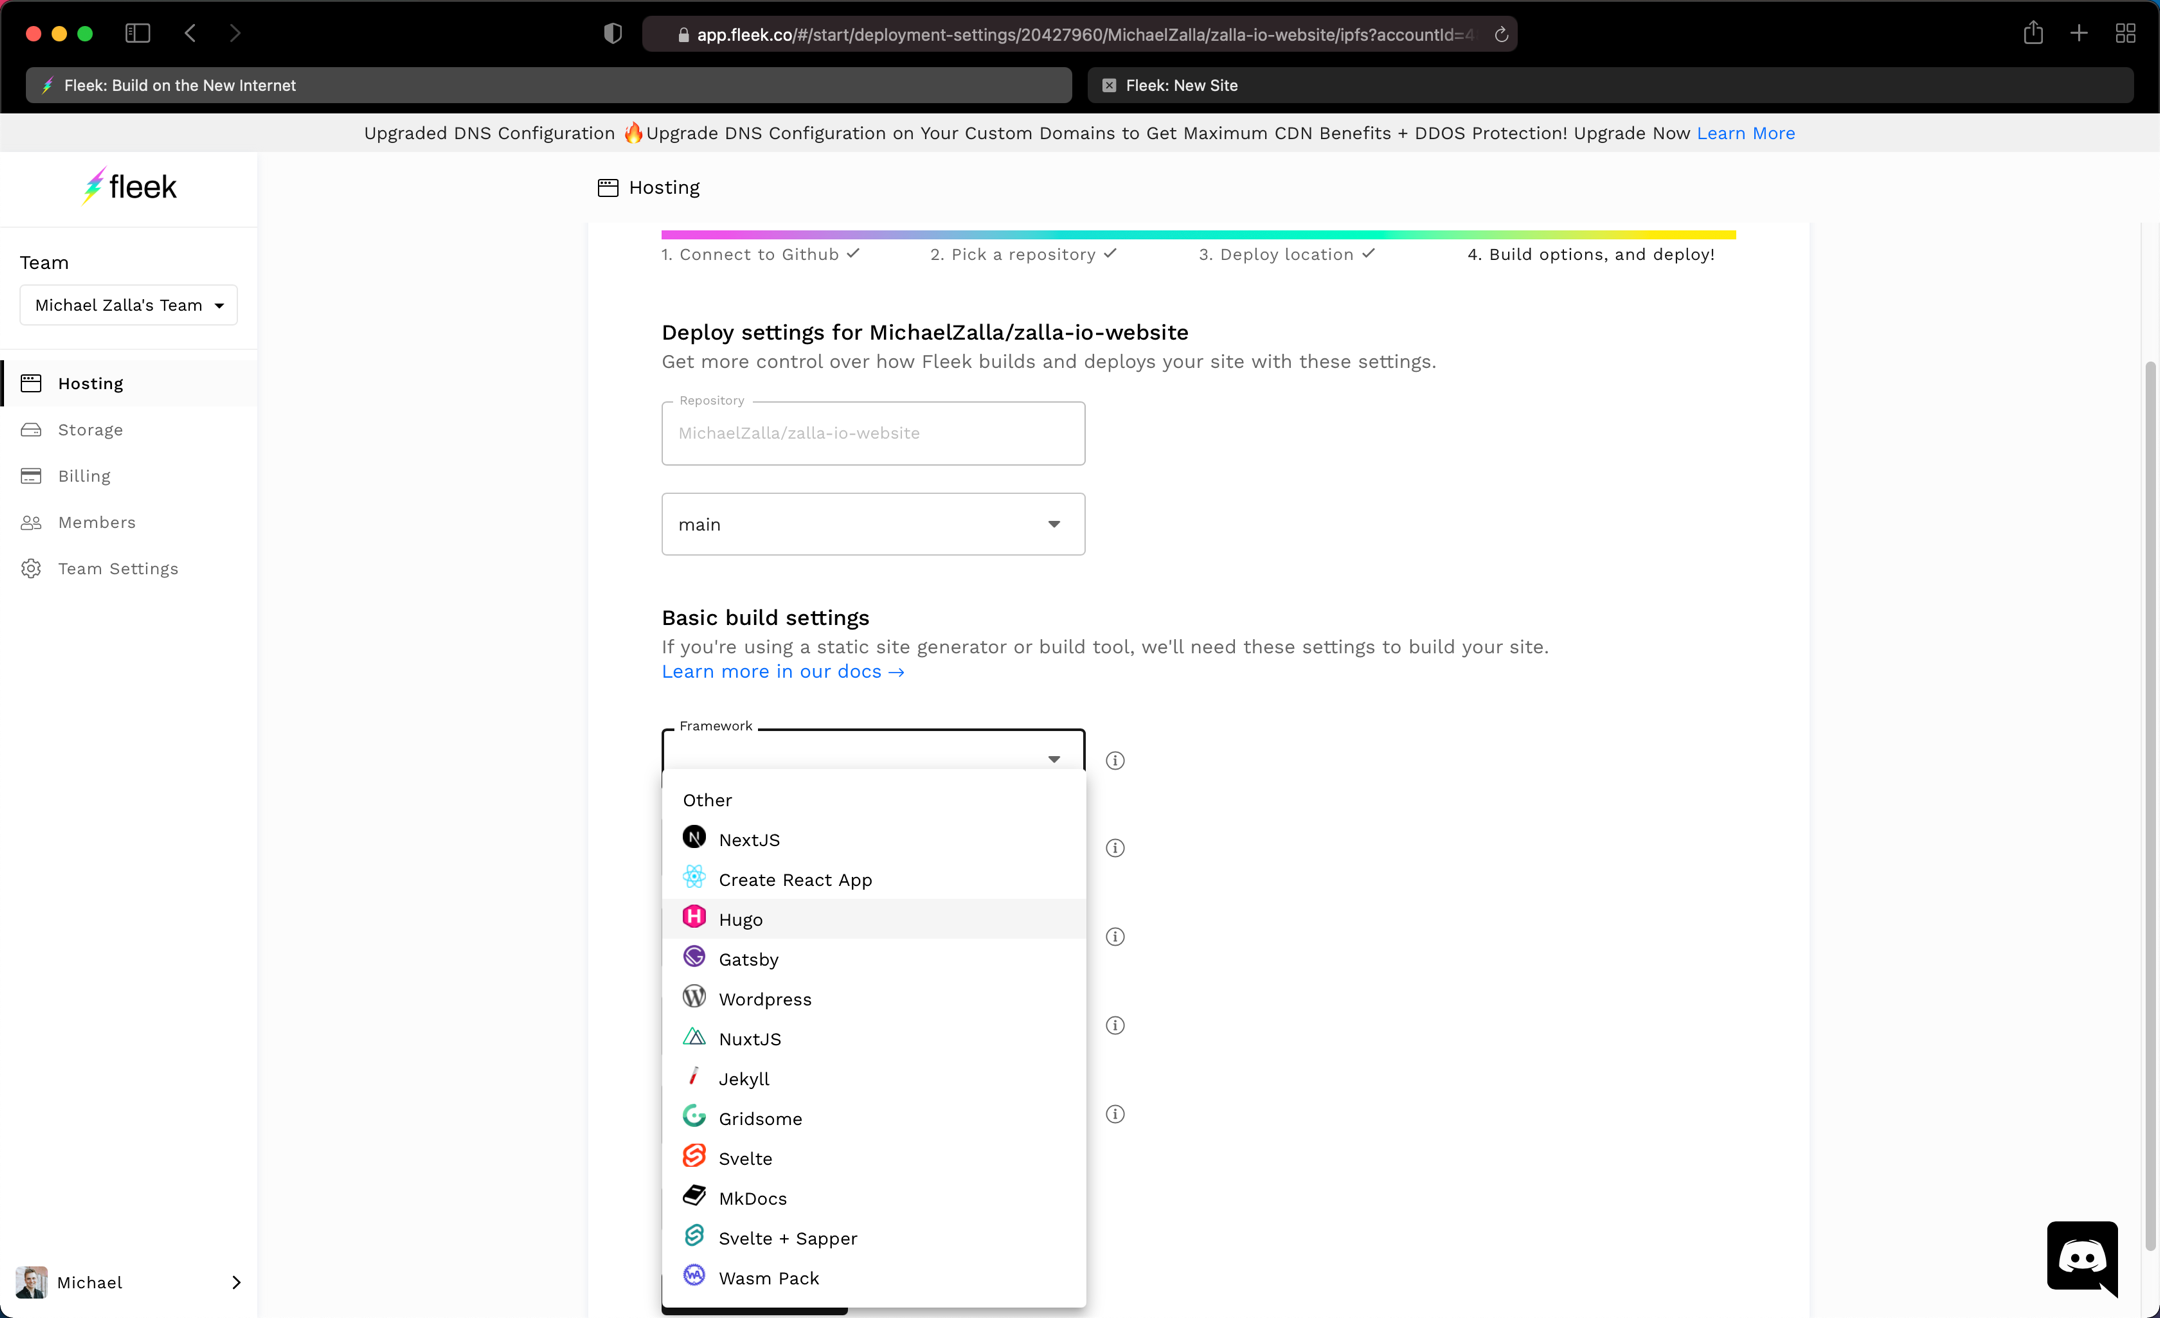 app.fleek.co/#/start/deployment-settings/20427960/MichaelZalla/zalla-io-website/ipfs?accountId=4
Fleek: Build on the New Internet
Fleek: New Site
Upgraded DNS Configuration 🔥Upgrade DNS Configuration on Your Custom Domains to Get Maximum CDN Benefits + DDOS Protection! Upgrade Now Learn More
fleek
Team
Michael Zalla's Team
Hosting
Storage
Billing
Members
Team Settings
Michael
Hosting
1. Connect to Github ✓
2. Pick a repository ✓
3. Deploy location ✓
4. Build options, and deploy!
Deploy settings for MichaelZalla/zalla-io-website
Get more control over how Fleek builds and deploys your site with these settings.
Repository
MichaelZalla/zalla-io-website
main
Basic build settings
If you're using a static site generator or build tool, we'll need these settings to build your site.
Learn more in our docs →
Framework
Other
NextJS
Create React App
Hugo
Gatsby
Wordpress
NuxtJS
Jekyll
Gridsome
Svelte
MkDocs
Svelte + Sapper
Wasm Pack